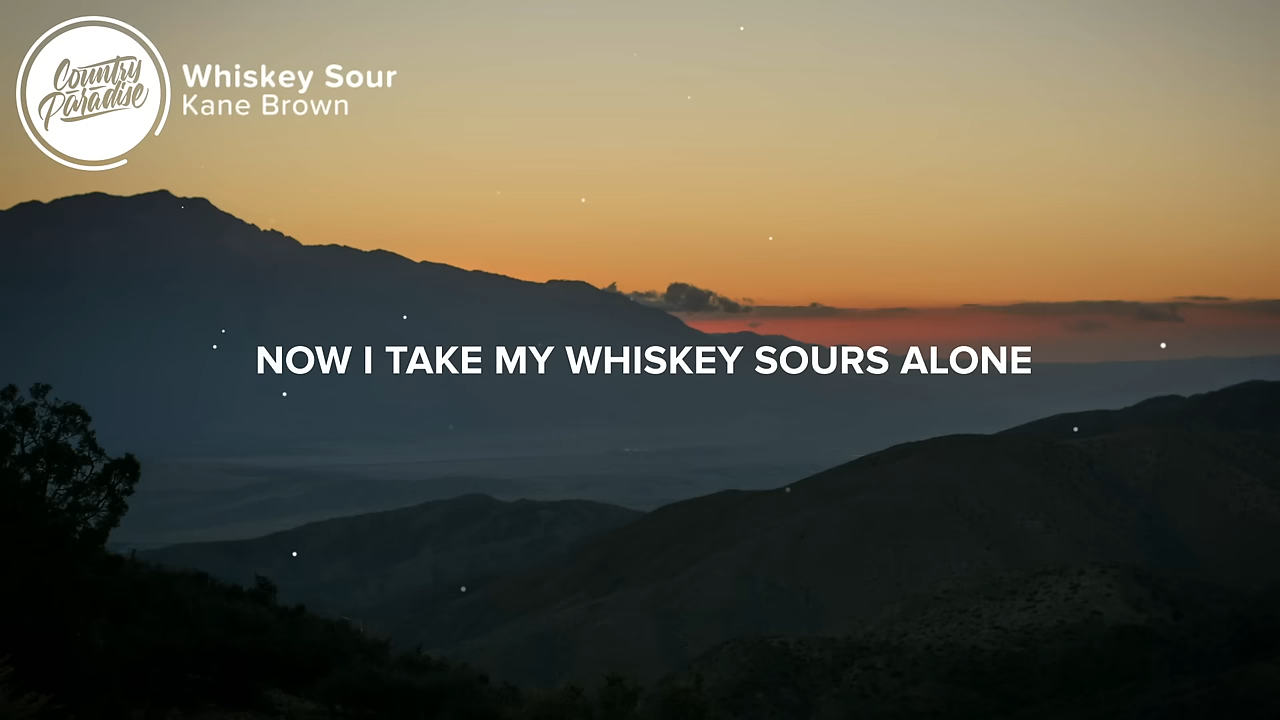 Country
Paradise
Whiskey Sour
Kane Brown
NOW I TAKE MY WHISKEY SOURS ALONE